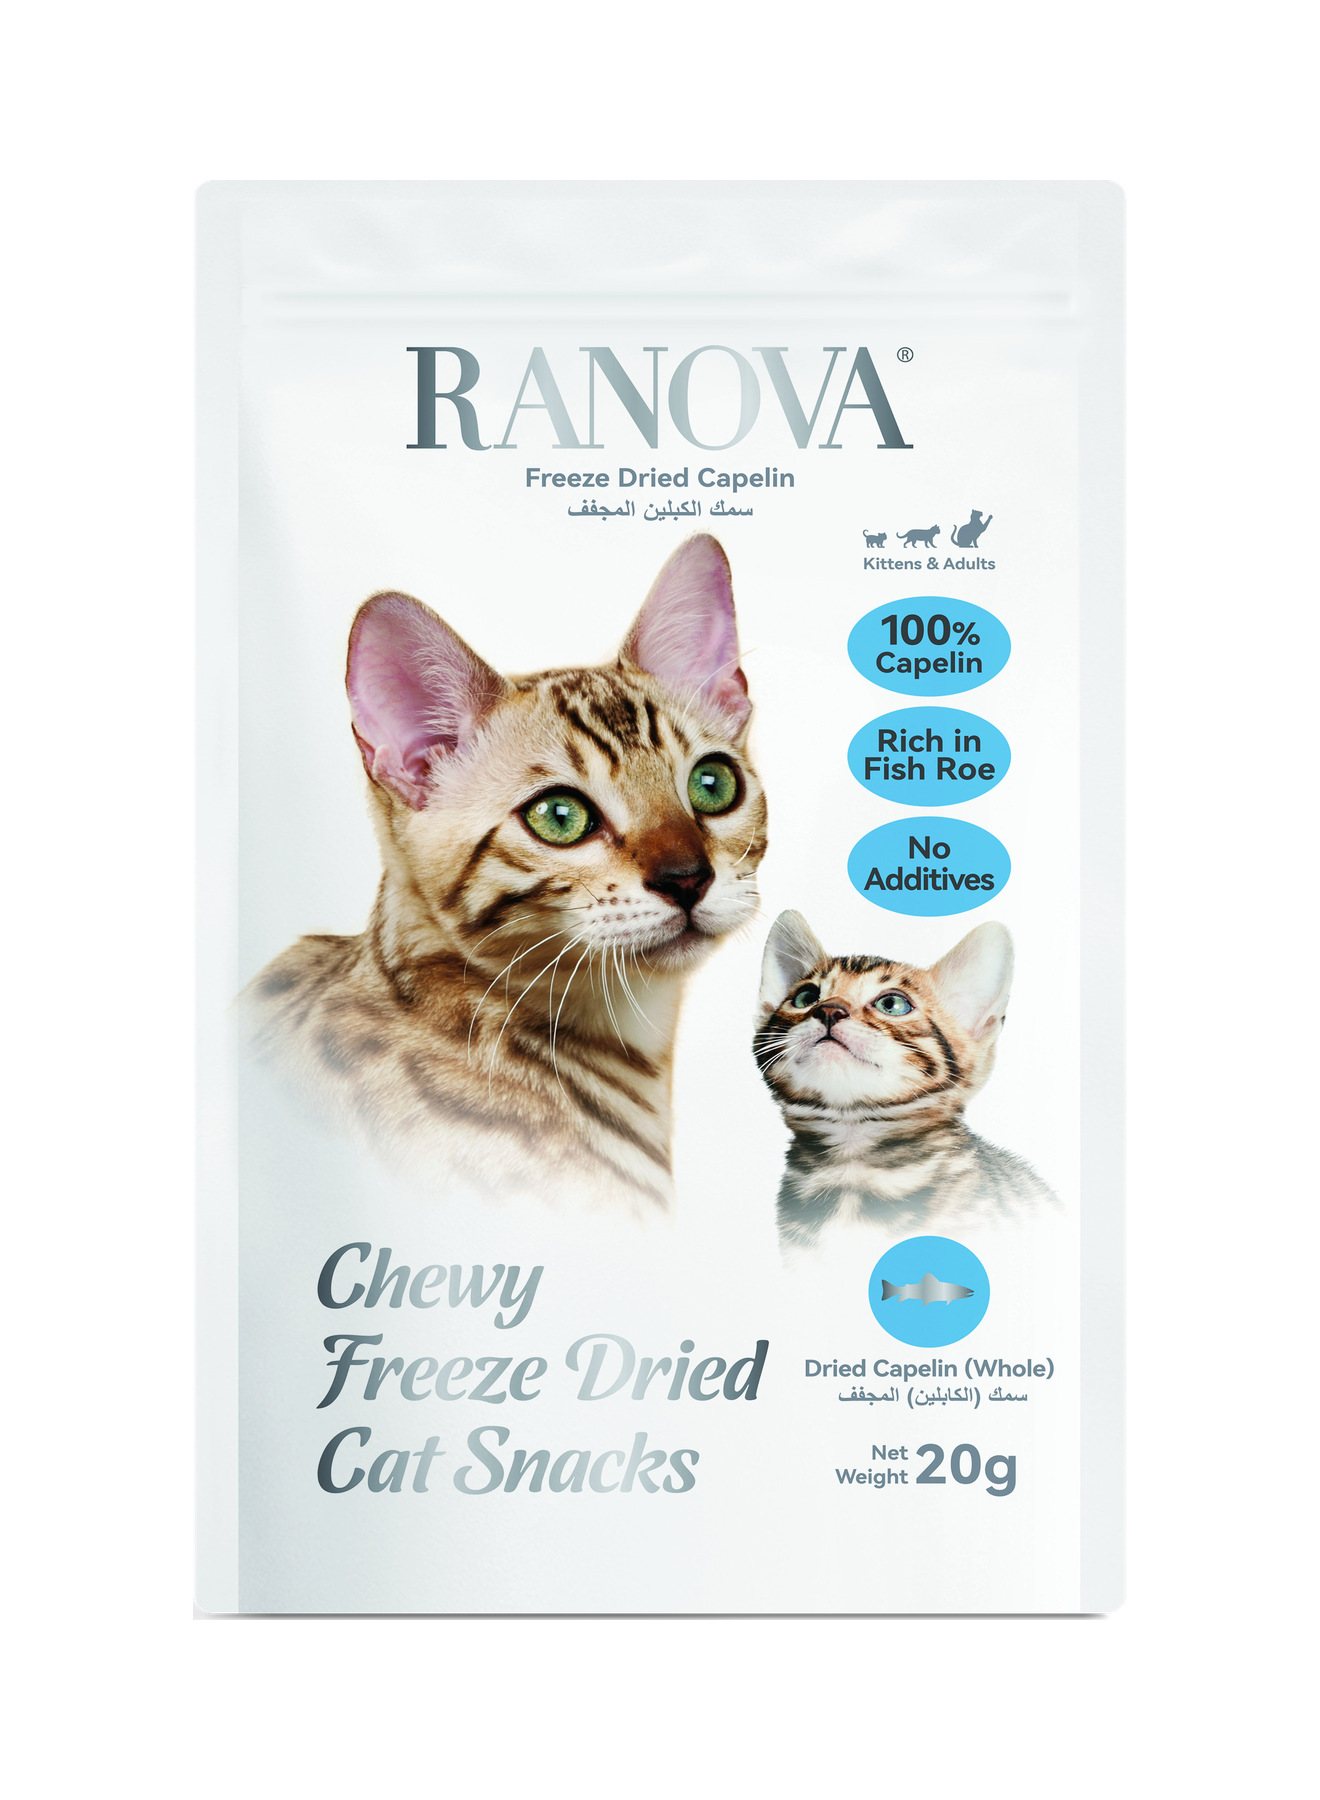 RANOVA®
Freeze Dried Capelin
سمك الكبلين المجفف
Kittens & Adults
100%
Capelin
Rich in
Fish Roe
No
Additives
Chewy
Freeze Dried
Cat Snacks
Dried Capelin (Whole)
سمك (الكابلين) المجفف
Net
Weight 20g